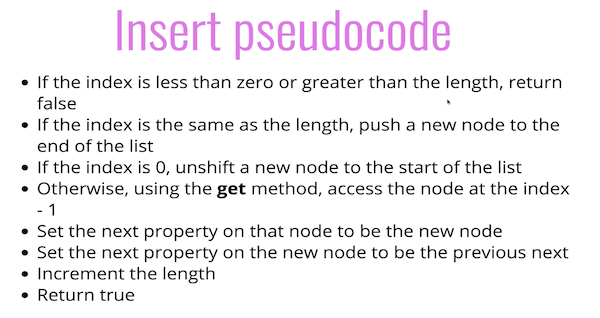 Insert pseudocode
• If the index is less than zero or greater than the length, return
false
• If the index is the same as the length, push a new node to the
end of the list
• If the index is 0, unshift a new node to the start of the list
• Otherwise, using the get method, access the node at the index
- 1
• Set the next property on that node to be the new node
• Set the next property on the new node to be the previous next
• Increment the length
• Return true